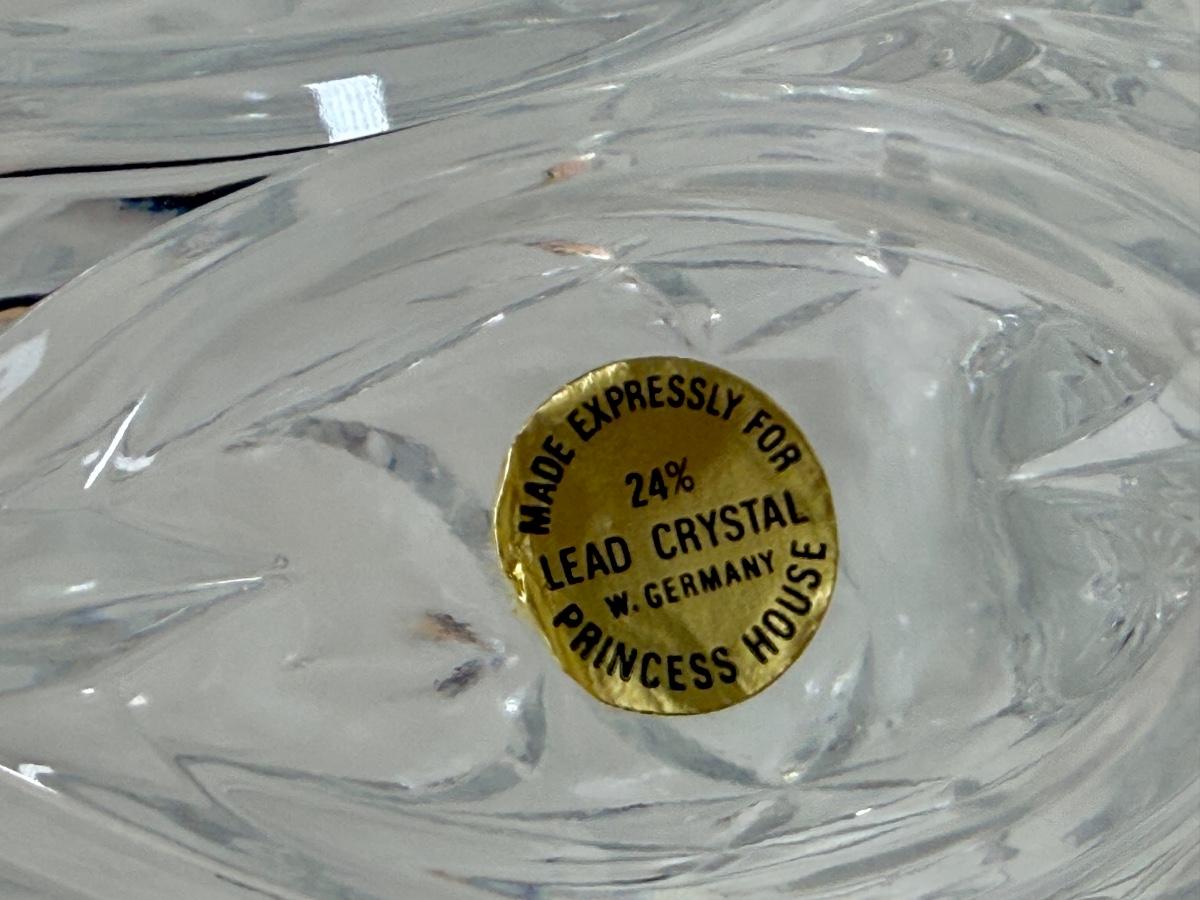 MADE EXPRESSLY FOR
24%
LEAD CRYSTAL
W. GERMANY
PRINCESS HOUSE